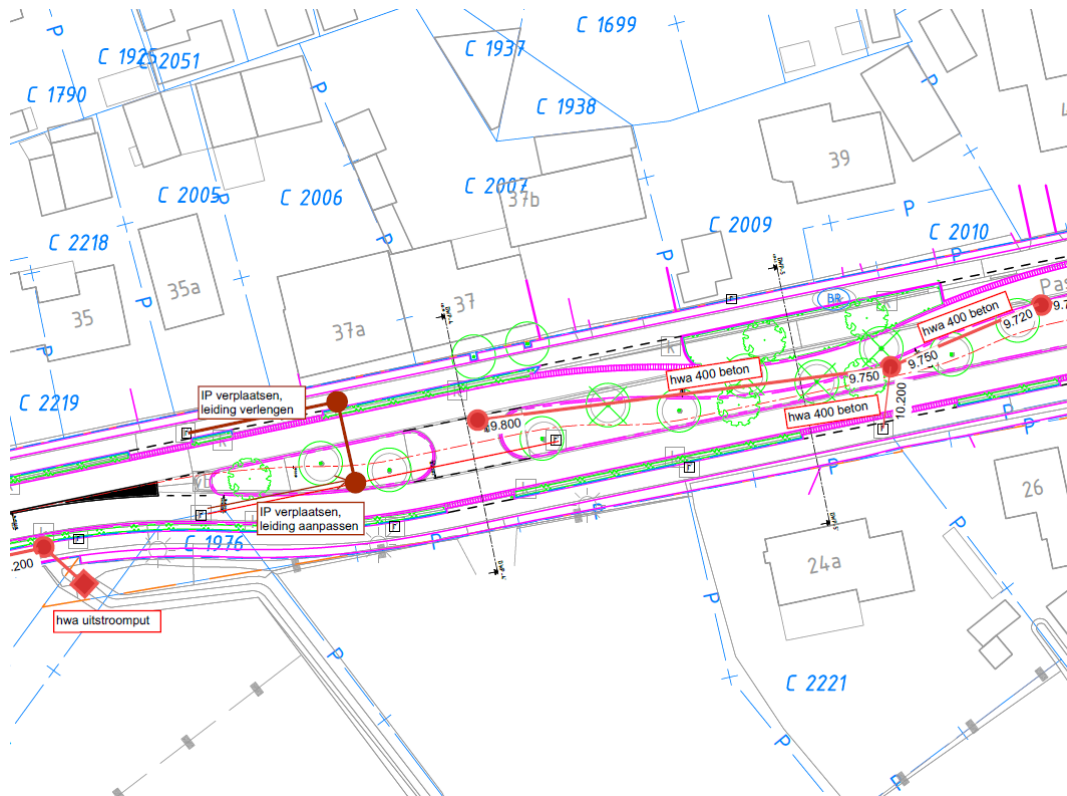 C 1699
C 1937
C 1925
C 2051
C 1790
C 1938
P
P
P
39
C 2005
P
C 2006
C 2007
37b
P
P
C 2009
C 2010
C 2218
P
P
P
35a
37
BR
35
37a
k
hwa 400 beton
9.720
hwa 400 beton
9.750
9.750
C 2219
P
IP verplaatsen,
leiding verlengen
k
hwa 400 beton
10.200
9.800
P
P
IP verplaatsen,
leiding aanpassen
26
P
P
C 1976
P
24a
.200
hwa uitstroomput
P
P
C 2221
P
P